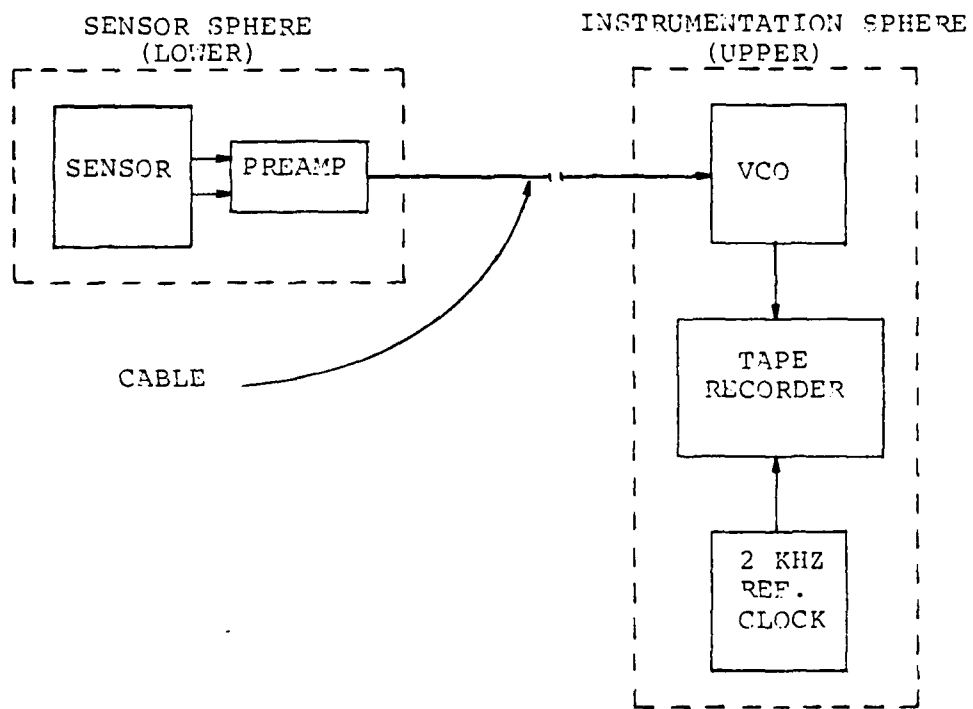 SENSOR SPHERE
(LOWER)
INSTRUMENTATION SPHERE
(UPPER)
SENSOR
PREAMP
VCO
CABLE
TAPE
RECORDER
2 KHZ
REF.
CLOCK